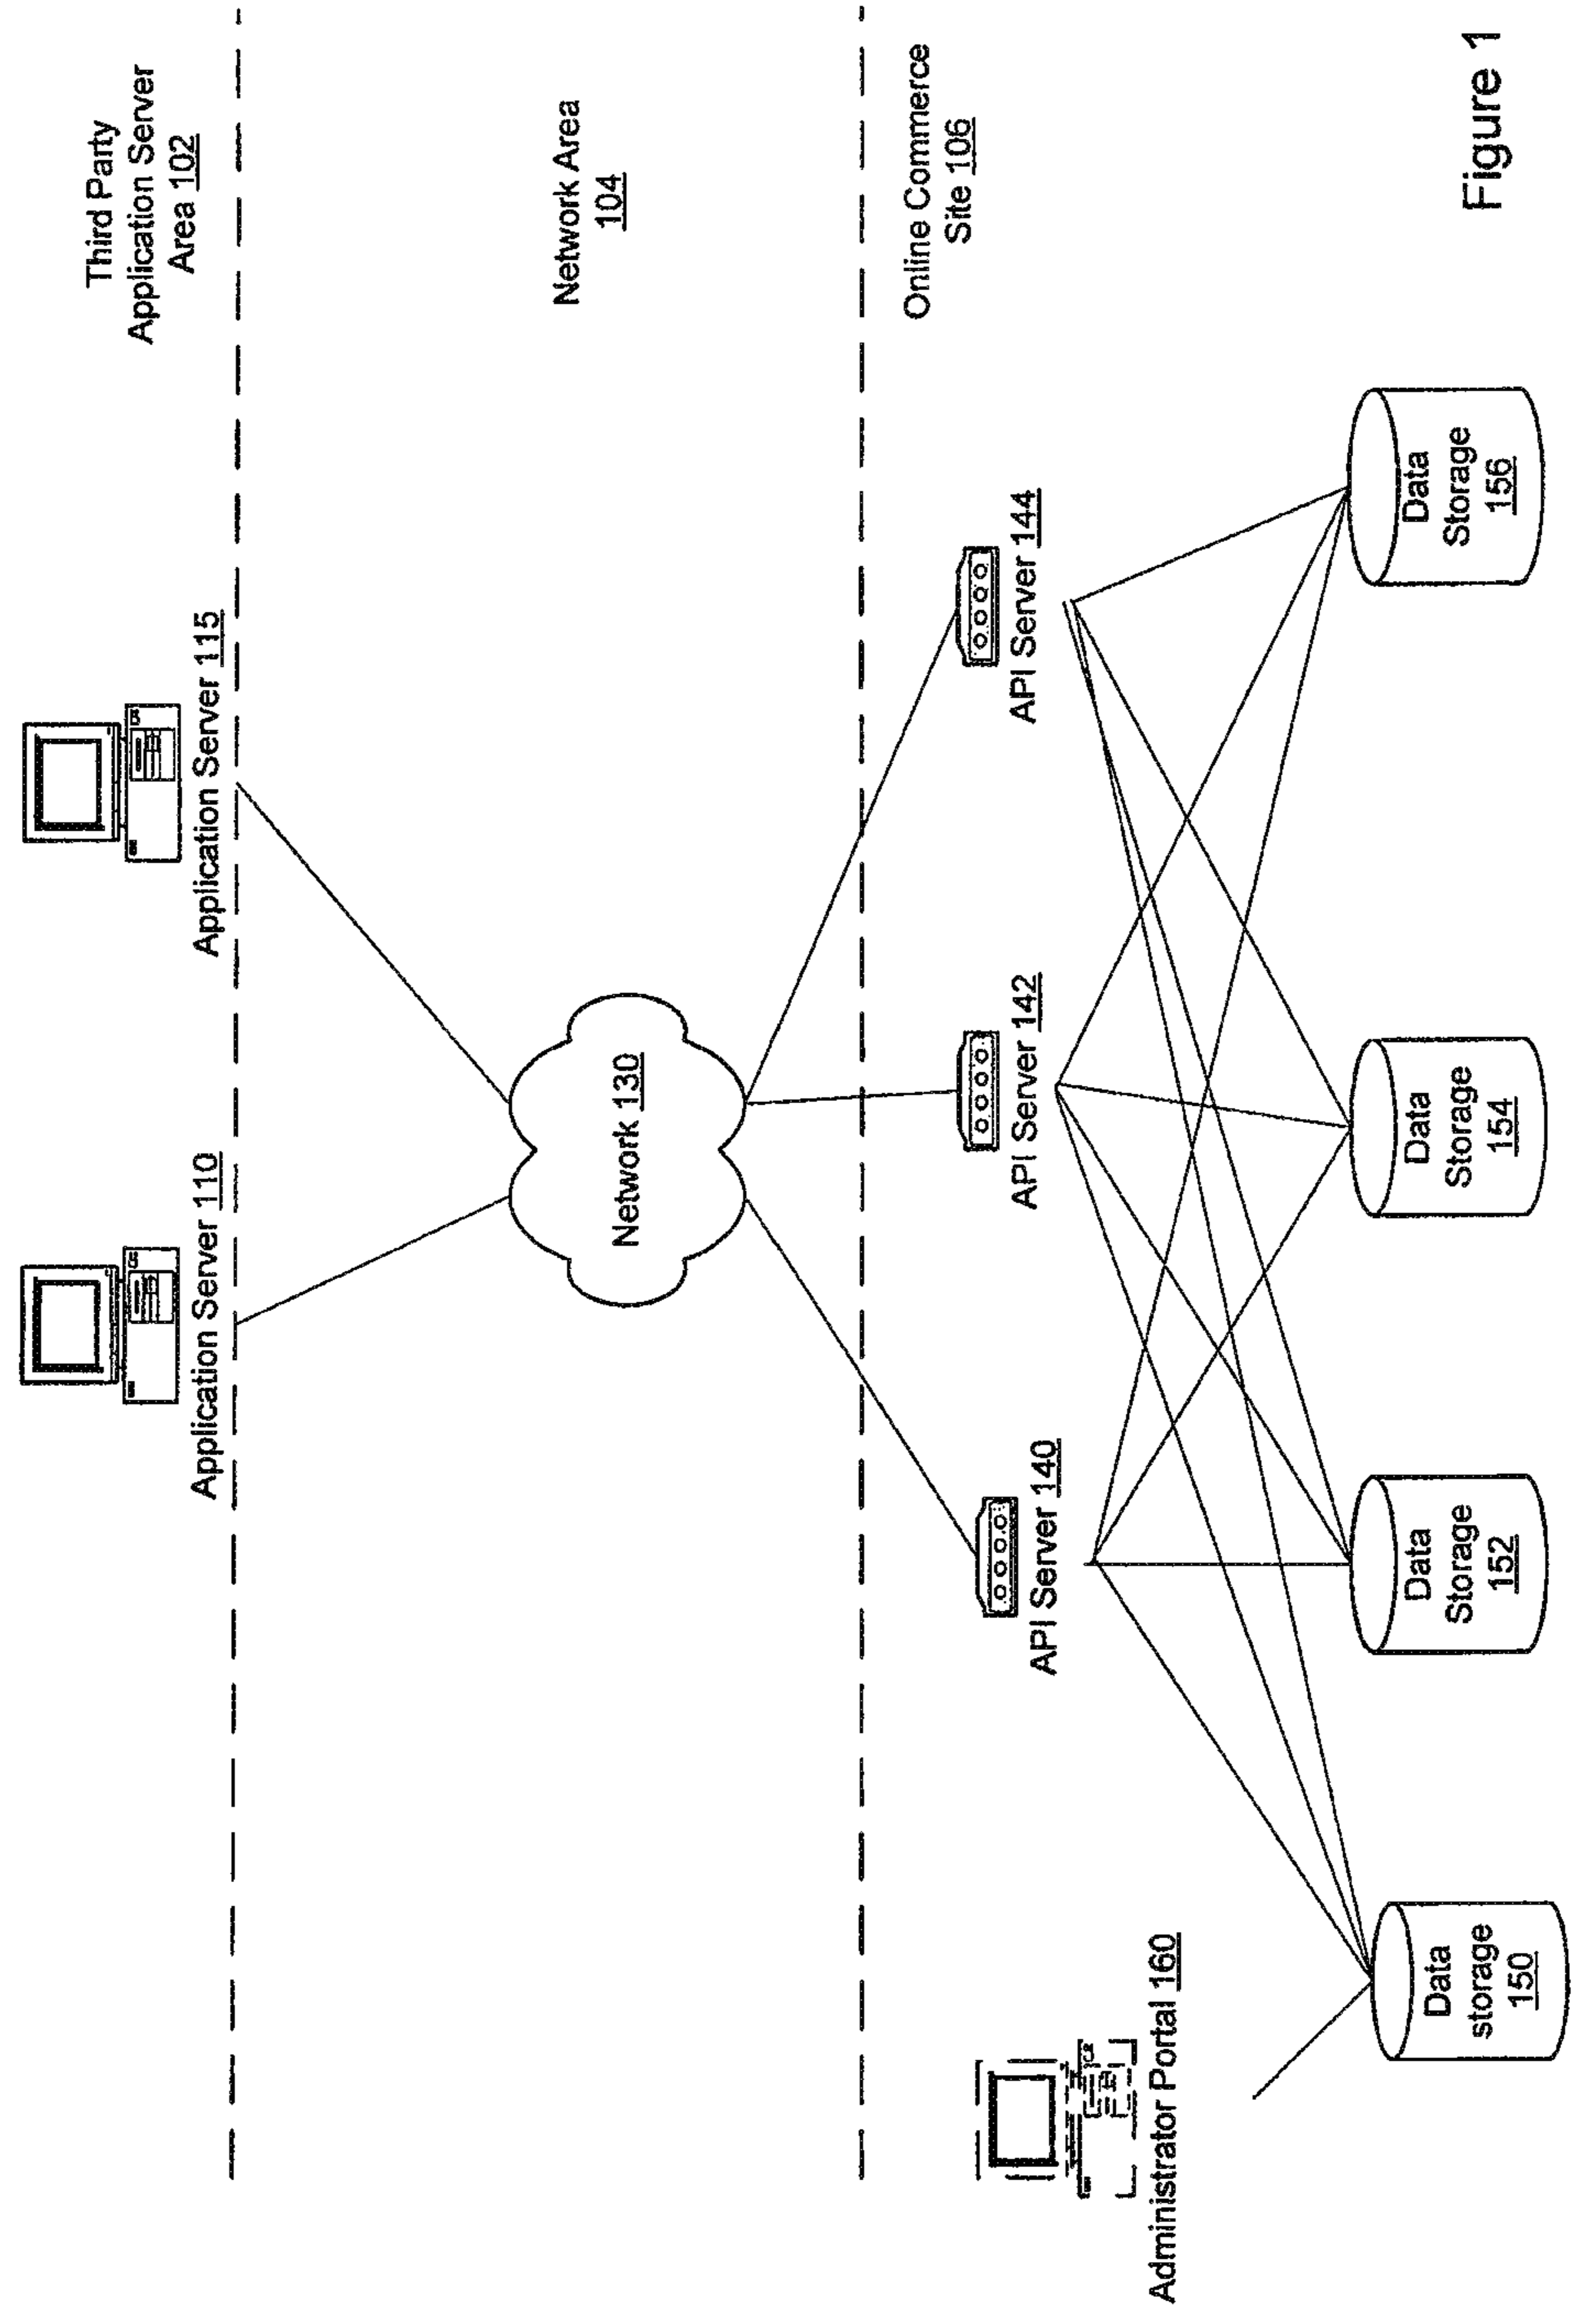 Third Party
Application Server
Area 102
Application Server 110
Application Server 115
Network Area
104
Network 130
Online Commerce
Site 106
API Server 140
API Server 142
API Server 144
Administrator Portal 160
Data
storage
150
Data
Storage
152
Data
Storage
154
Data
Storage
156
Figure 1